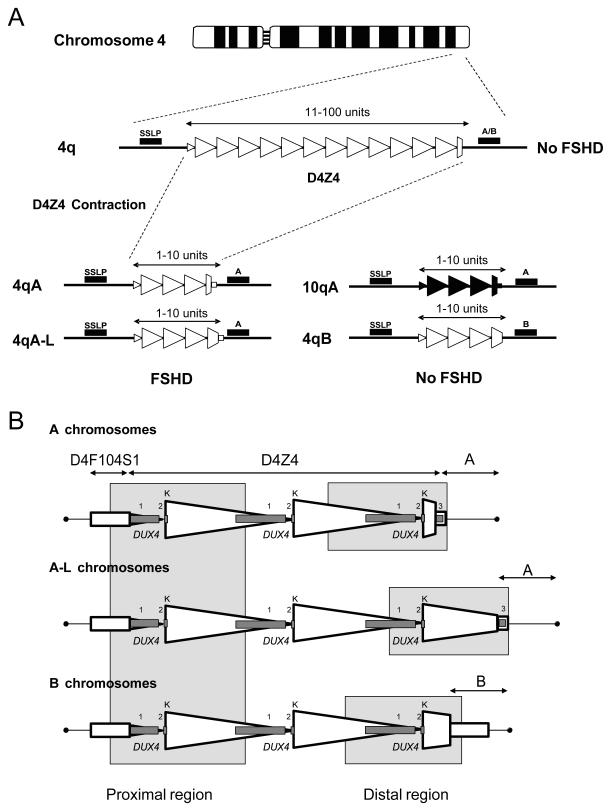 A
Chromosome 4
11-100 units
SSLP
A/B
4q
No FSHD
D4Z4
D4Z4 Contraction
1-10 units
1-10 units
SSLP
A
SSLP
A
4qA
10qA
1-10 units
1-10 units
SSLP
A
SSLP
B
4qA-L
4qB
FSHD
No FSHD
B
A chromosomes
D4F104S1
D4Z4
A
K
K
K
1
2
1
2
1
2
3
DUX4
DUX4
DUX4
A-L chromosomes
A
K
K
K
1
2
1
2
1
2
3
DUX4
DUX4
DUX4
B chromosomes
B
K
K
K
1
2
1
2
1
2
DUX4
DUX4
DUX4
Proximal region
Distal region